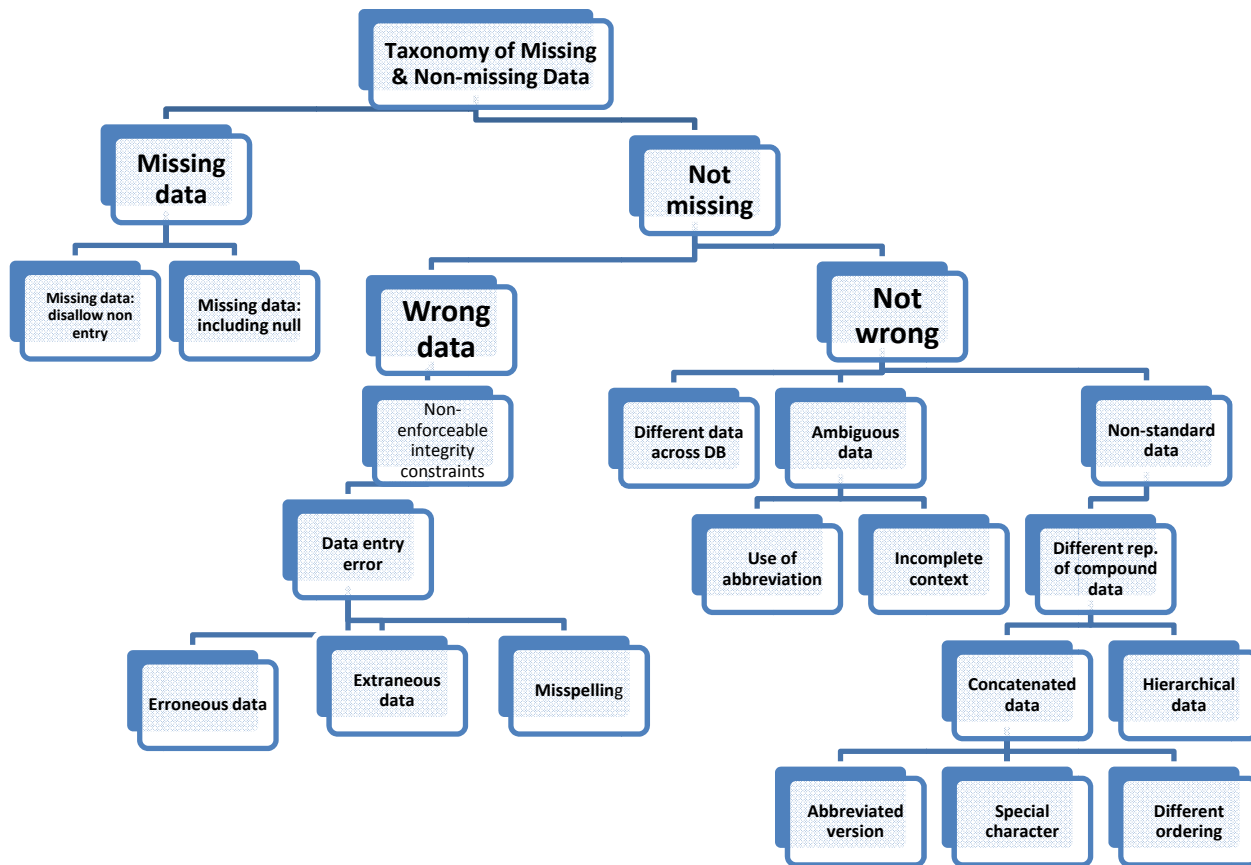 Taxonomy of Missing
& Non-missing Data
Missing
data
Not
missing
Missing data:
disallow non
entry
Missing data:
including null
Wrong
data
Not
wrong
Non-
enforceable
integrity
constraints
Different data
across DB
Ambiguous
data
Non-standard
data
Data entry
error
Use of
abbreviation
Incomplete
context
Different rep.
of compound
data
Erroneous data
Extraneous
data
Misspelling
Concatenated
data
Hierarchical
data
Abbreviated
version
Special
character
Different
ordering